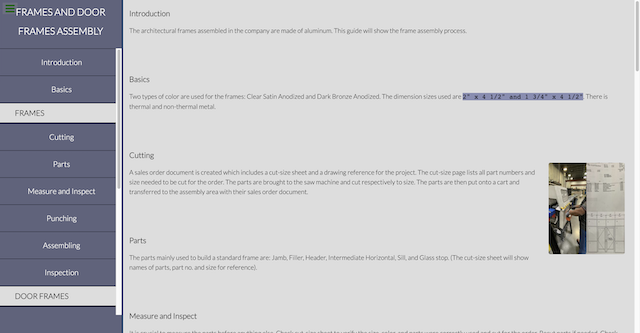 FRAMES AND DOOR
FRAMES ASSEMBLY
Introduction
Basics
FRAMES
Cutting
Parts
Measure and Inspect
Punching
Assembling
Inspection
DOOR FRAMES
Introduction
The architectural frames assembled in the company are made of aluminum. This guide will show the frame assembly process.
Basics
Two types of color are used for the frames: Clear Satin Anodized and Dark Bronze Anodized. The dimension sizes used are 2" x 4 1/2" and 1 3/4" x 4 1/2". There is
thermal and non-thermal metal.
Cutting
A sales order document is created which includes a cut-size sheet and a drawing reference for the project. The cut-size page lists all part numbers and
size needed to be cut for the order. The parts are brought to the saw machine and cut respectively to size. The parts are then put onto a cart and
transferred to the assembly area with their sales order document.
Parts
The parts mainly used to build a standard frame are: Jamb, Filler, Header, Intermediate Horizontal, Sill, and Glass stop. (The cut-size sheet will show
names of parts, part no. and size for reference).
Measure and Inspect